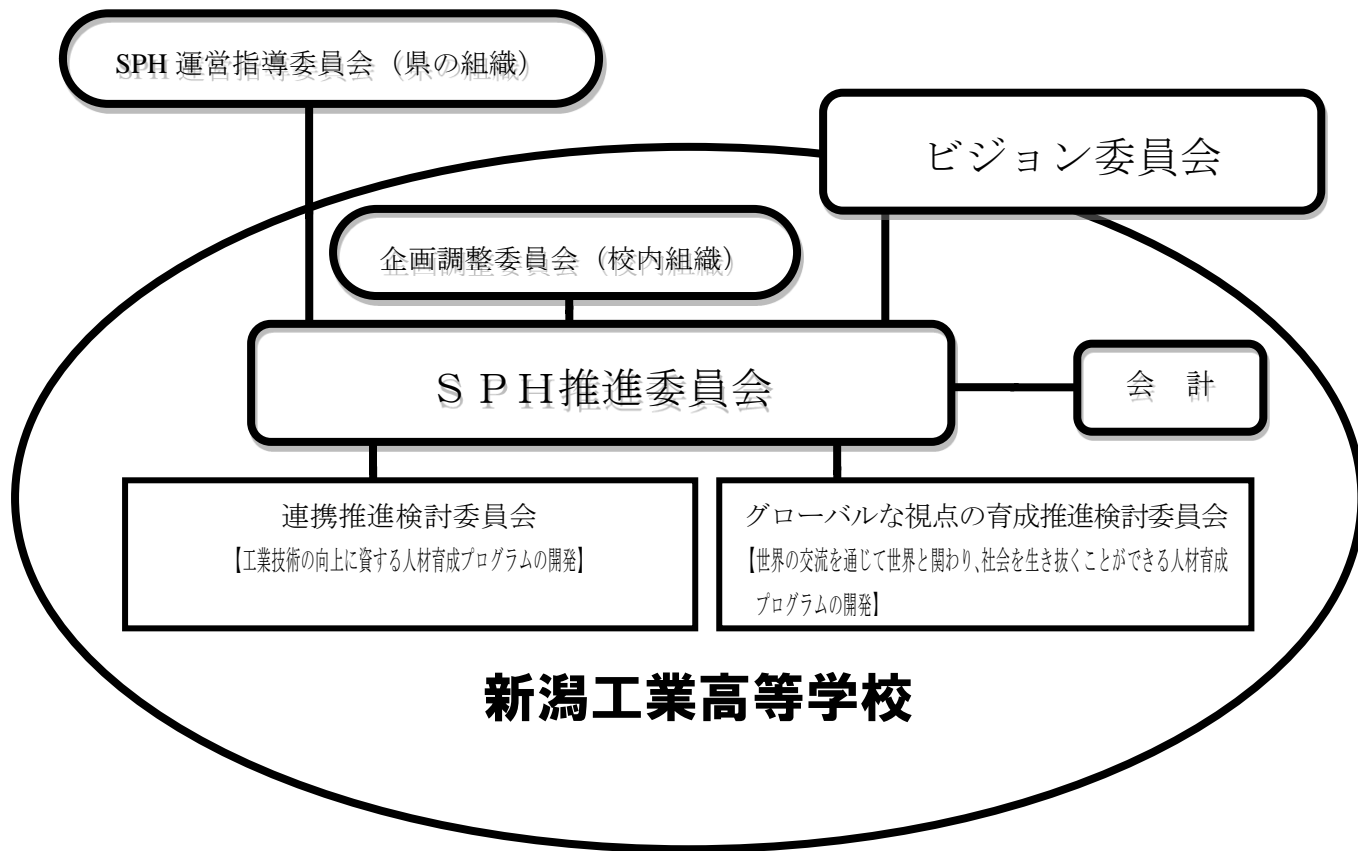 SPH 運営指導委員会（県の組織）
ビジョン委員会
企画調整委員会（校内組織）
ＳＰＨ推進委員会
会　計
連携推進検討委員会
【工業技術の向上に資する人材育成プログラムの開発】
グローバルな視点の育成推進検討委員会
【世界の交流を通じて世界と関わり、社会を生き抜くことができる人材育成
プログラムの開発】
新潟工業高等学校